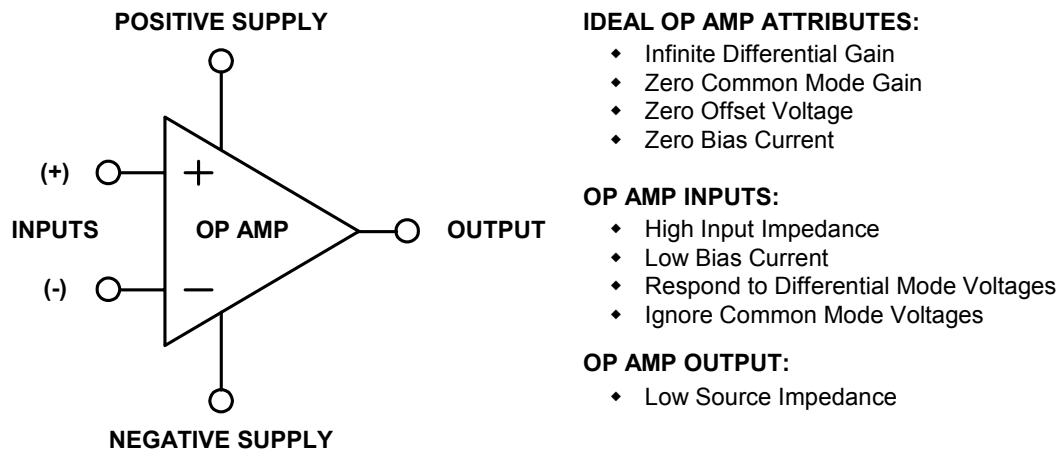 POSITIVE SUPPLY
(+)
+
INPUTS
OP AMP
OUTPUT
(-)
−
NEGATIVE SUPPLY
IDEAL OP AMP ATTRIBUTES:
◆ Infinite Differential Gain
◆ Zero Common Mode Gain
◆ Zero Offset Voltage
◆ Zero Bias Current
OP AMP INPUTS:
◆ High Input Impedance
◆ Low Bias Current
◆ Respond to Differential Mode Voltages
◆ Ignore Common Mode Voltages
OP AMP OUTPUT:
◆ Low Source Impedance